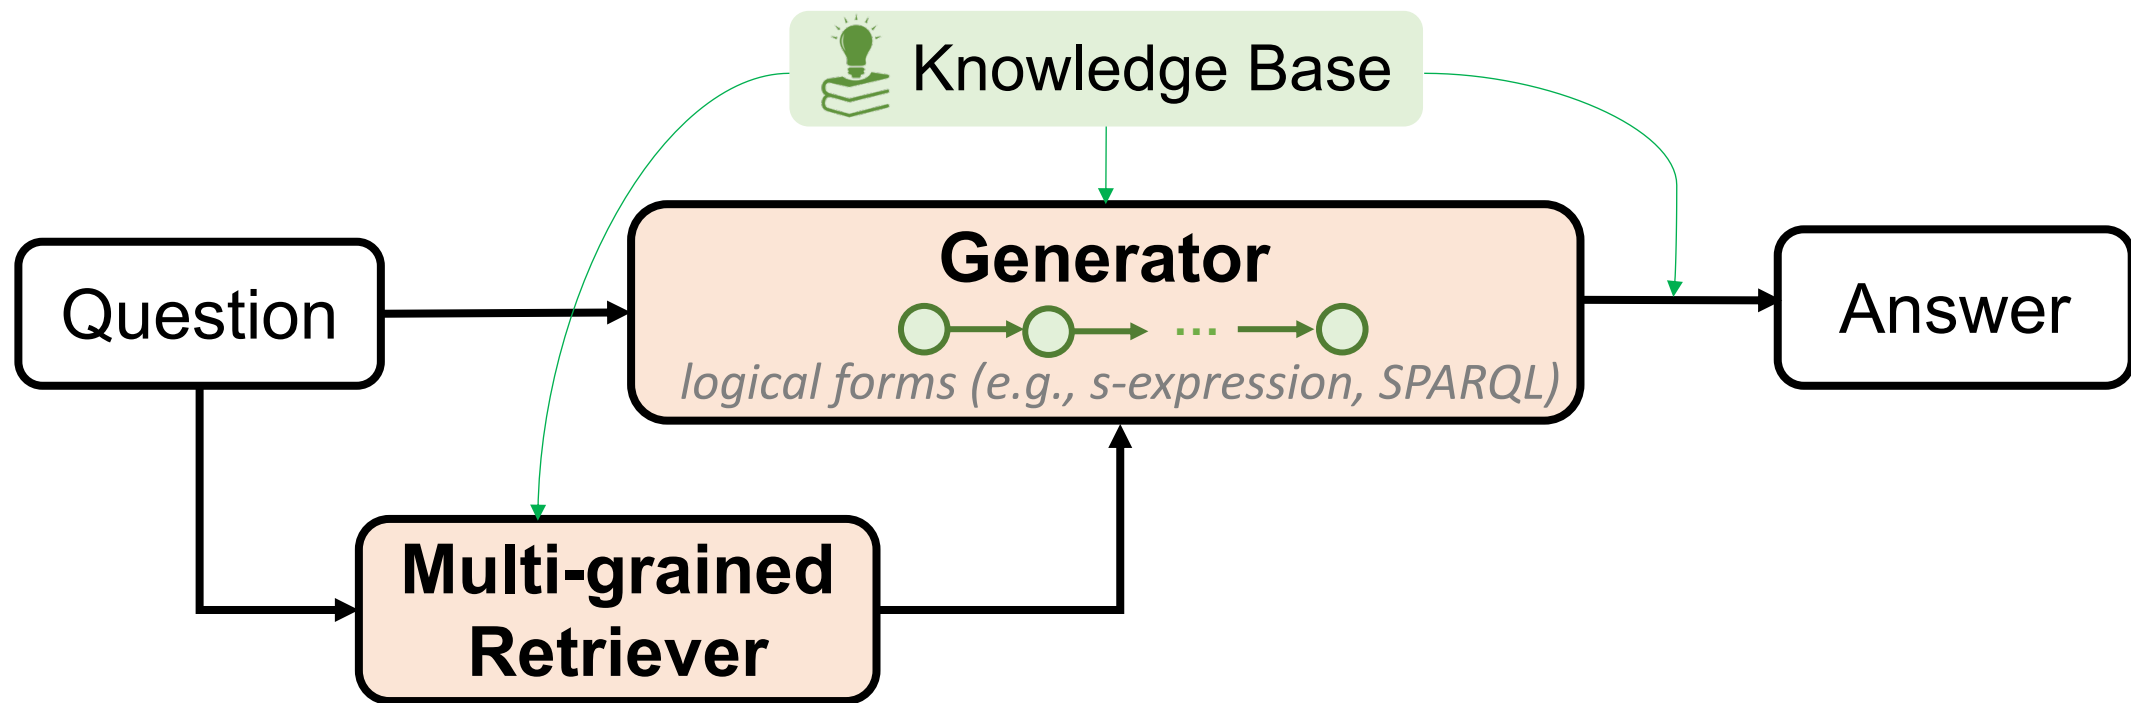 Knowledge Base
Generator
...
logical forms (e.g., s-expression, SPARQL)
Question
Answer
Multi-grained
Retriever